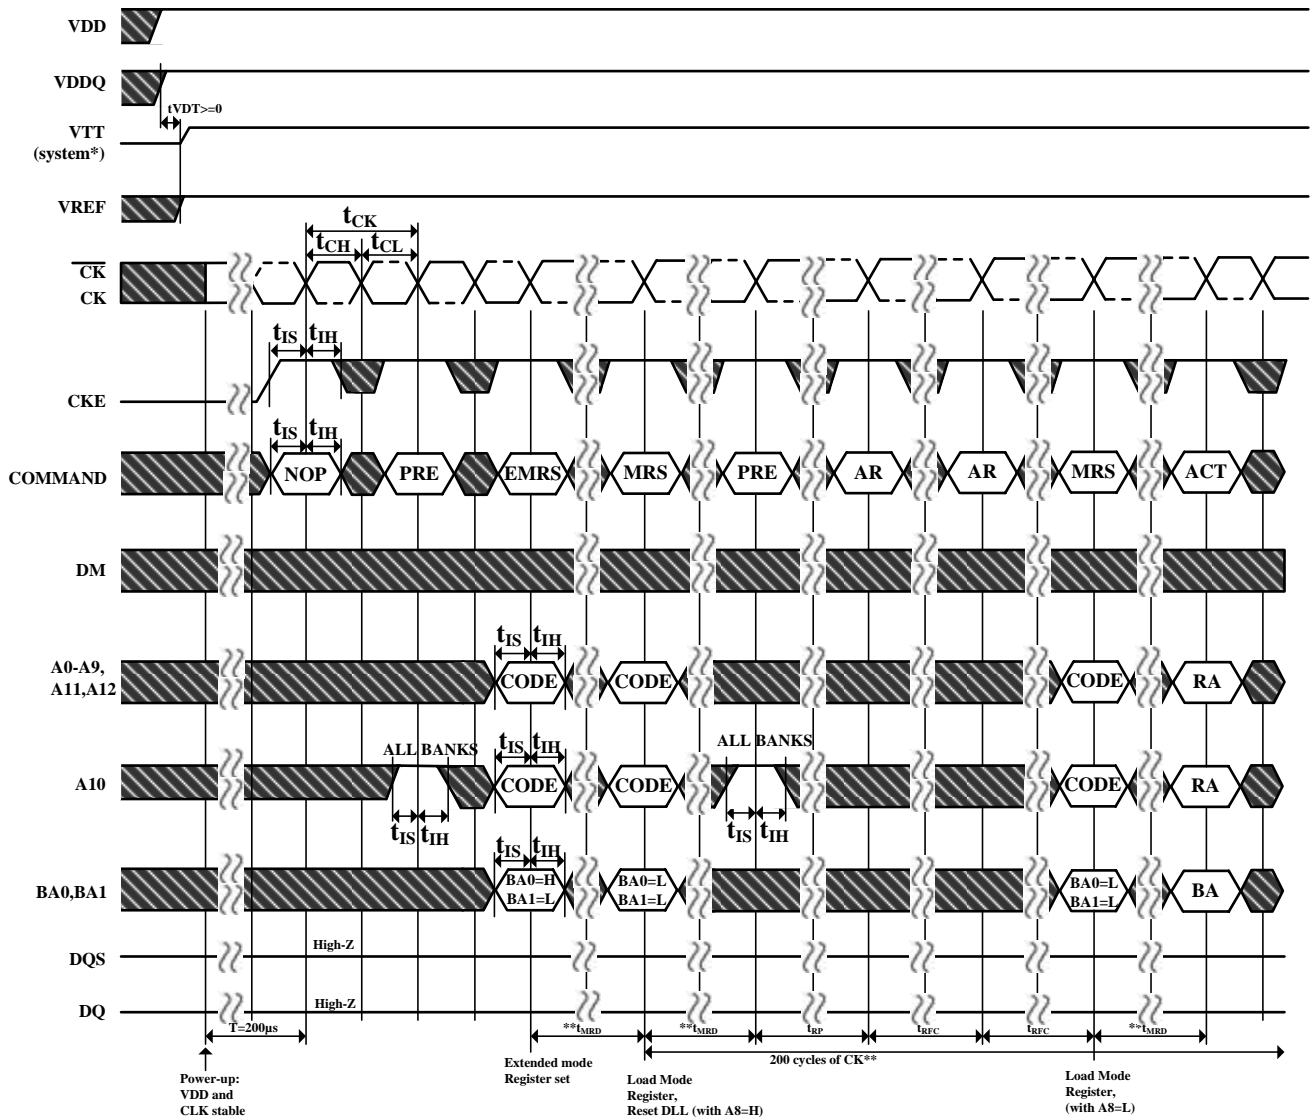 VDD
VDDQ
tVDT>=0
VTT
(system*)
VREF
tCK
tCH tCL
CK
CK
tIS tIH
CKE
tIS tIH
COMMAND NOP PRE EMRS MRS PRE AR AR MRS ACT
DM
tIS tIH
A0-A9,
A11,A12 CODE CODE CODE RA
ALL BANKS tIS tIH ALL BANKS
A10 CODE CODE CODE RA
tIS tIH tIS tIH
tIS tIH
BA0,BA1 BA0=H BA0=L BA0=L BA
BA1=L BA1=L BA1=L
High-Z
DQS
High-Z
DQ
T=200µs **tMRD **tMRD tRP tRFC tRFC **tMRD
200 cycles of CK**
Power-up:
VDD and
CLK stable
Extended mode
Register set
Load Mode
Register,
Reset DLL (with A8=H)
Load Mode
Register,
(with A8=L)